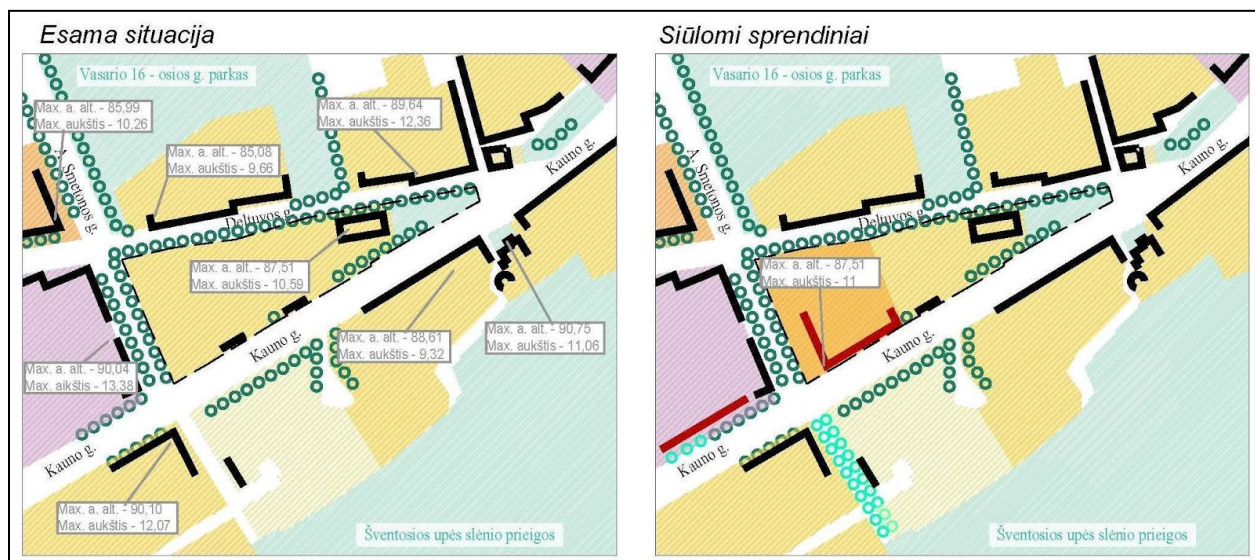 Esama situacija
Vasario 16 - osios g. parkas
Max. a. alt. - 85,99
Max. aukštis - 10,26
Max. a. alt. - 89,64
Max. aukštis - 12,36
Max. a. alt. - 85,08
Max. aukštis - 9,66
Kauno g.
Smetonos g.
Deltuvos g.
Max. a. alt. - 87,51
Max. aukštis - 10,59
Max. a. alt. - 90,75
Max. aukštis - 11,06
Kauno g.
Max. a. alt. - 88,61
Max. aukštis - 9,32
Max. a. alt. - 90,04
Max. aikštis - 13,38
Kauno g.
Max. a. alt. - 90,10
Max. aukštis - 12,07
Šventosios upės slėnio prieigos
Siūlomi sprendiniai
Vasario 16 - osios g. parkas
Kauno g.
A. Smetonos g.
Deltuvos g.
Max. a. alt. - 87,51
Max. aukštis - 11
Kauno g.
Kauno g.
Šventosios upės slėnio prieigos